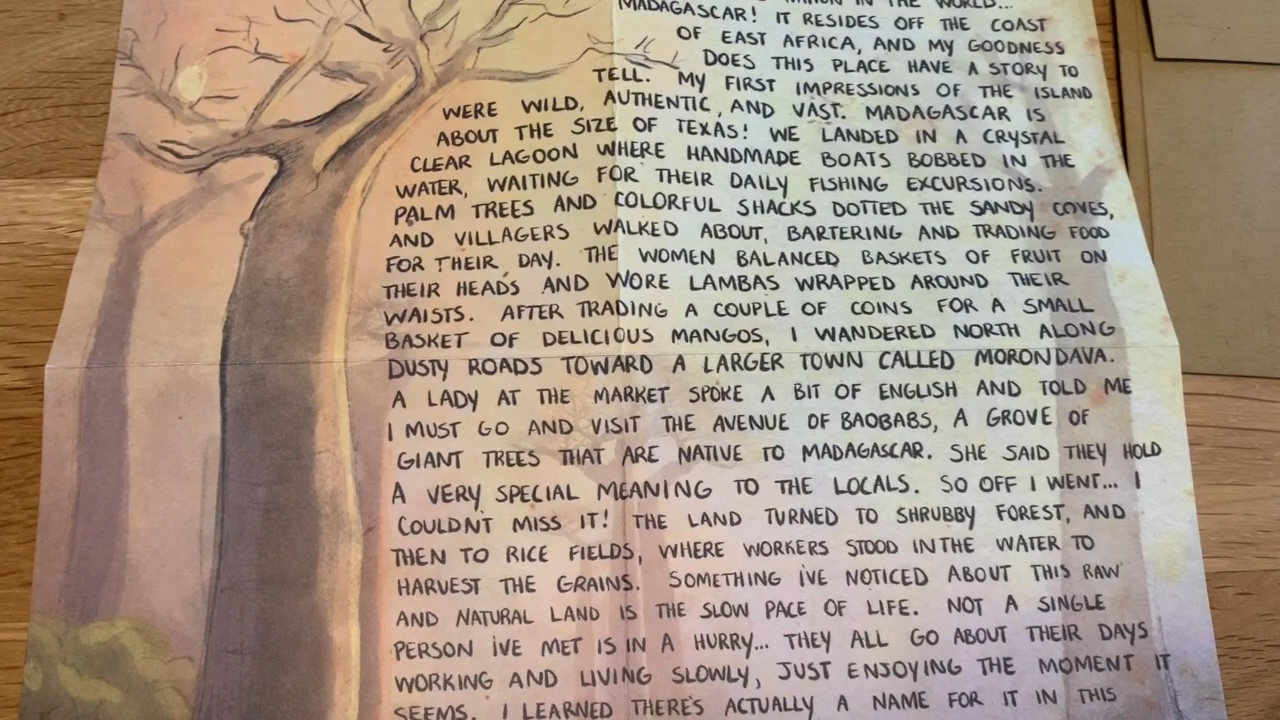 IN THE WORLD...
MADAGASCAR! IT RESIDES OFF THE COAST
OF EAST AFRICA, AND MY GOODNESS
DOES THIS PLACE HAVE A STORY TO
TELL. MY FIRST IMPRESSIONS OF THE ISLAND
WERE WILD, AUTHENTIC, AND VAST. MADAGASCAR IS
ABOUT THE SIZE OF TEXAS! WE LANDED IN A CRYSTAL
CLEAR LAGOON WHERE HANDMADE BOATS BOBBED IN THE
WATER, WAITING FOR THEIR DAILY FISHING EXCURSIONS.
PALM TREES AND COLORFUL SHACKS DOTTED THE SANDY COVES,
AND VILLAGERS WALKED ABOUT, BARTERING AND TRADING FOOD
FOR THEIR DAY. THE WOMEN BALANCED BASKETS OF FRUIT ON
THEIR HEADS AND WORE LAMBAS WRAPPED AROUND THEIR
WAISTS. AFTER TRADING A COUPLE OF COINS FOR A SMALL
BASKET OF DELICIOUS MANGOS, I WANDERED NORTH ALONG
DUSTY ROADS TOWARD A LARGER TOWN CALLED MORONDAVA.
A LADY AT THE MARKET SPOKE A BIT OF ENGLISH AND TOLD ME
I MUST GO AND VISIT THE AVENUE OF BAOBABS, A GROVE OF
GIANT TREES THAT ARE NATIVE TO MADAGASCAR. SHE SAID THEY HOLD
A VERY SPECIAL MEANING TO THE LOCALS. SO OFF I WENT... I
COULDN'T MISS IT! THE LAND TURNED TO SHRUBBY FOREST, AND
THEN TO RICE FIELDS, WHERE WORKERS STOOD IN THE WATER TO
HARVEST THE GRAINS. SOMETHING I'VE NOTICED ABOUT THIS RAW
AND NATURAL LAND IS THE SLOW PACE OF LIFE. NOT A SINGLE
PERSON I'VE MET IS IN A HURRY... THEY ALL GO ABOUT THEIR DAYS
WORKING AND LIVING SLOWLY, JUST ENJOYING THE MOMENT IT
SEEMS. I LEARNED THERE'S ACTUALLY A NAME FOR IT IN THIS